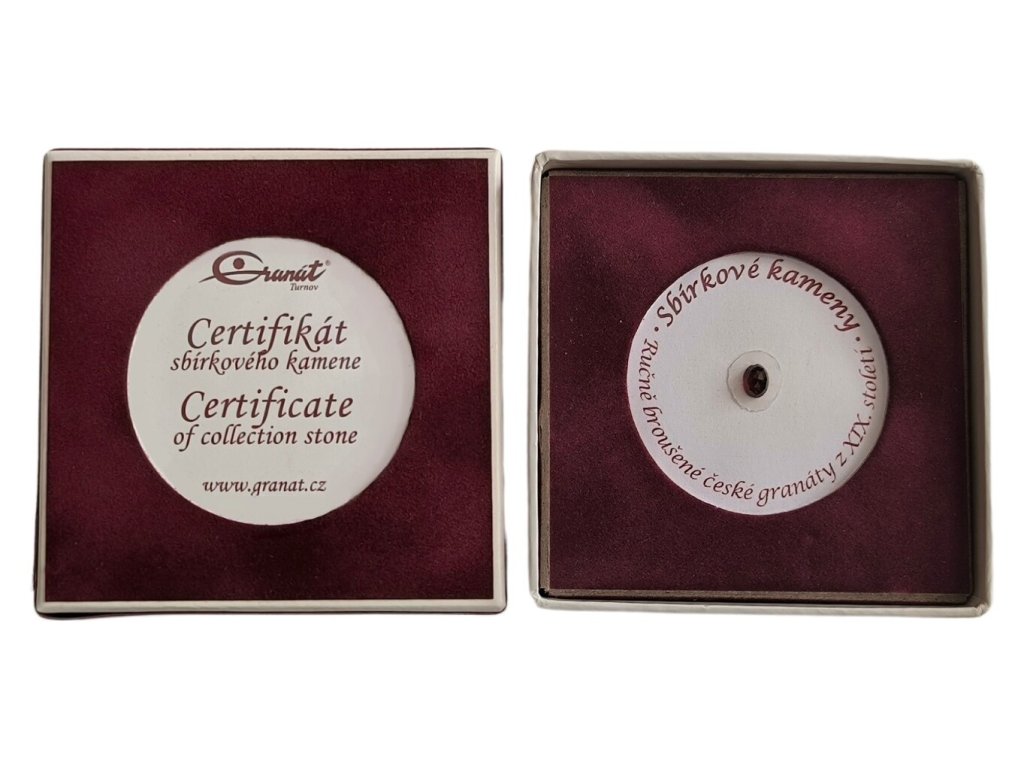 Granát®
Turnov
Certifikát
sbírkového kamene
Certificate
of collection stone
www.granat.cz
• Sbírkové kameny •
Ručně broušené české granáty z XIX. století